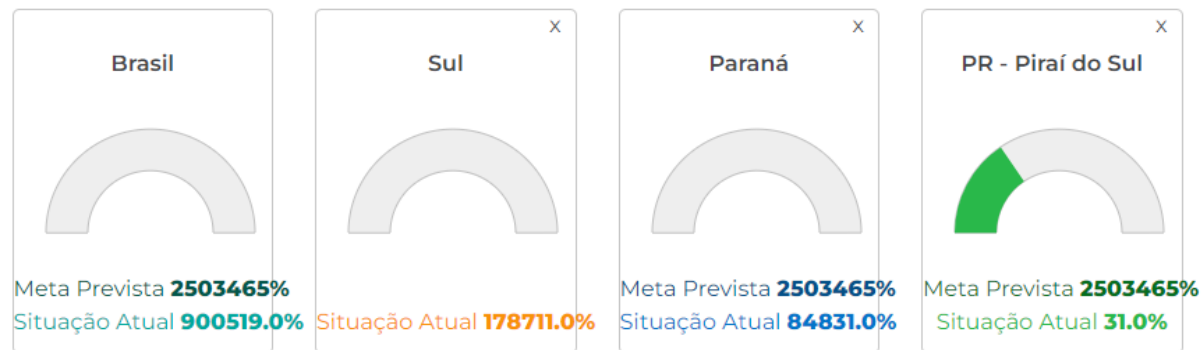 Brasil
Meta Prevista 2503465%
Situação Atual 900519.0%
X
Sul
Situação Atual 178711.0%
X
Paraná
Meta Prevista 2503465%
Situação Atual 84831.0%
X
PR - Piraí do Sul
Meta Prevista 2503465%
Situação Atual 31.0%